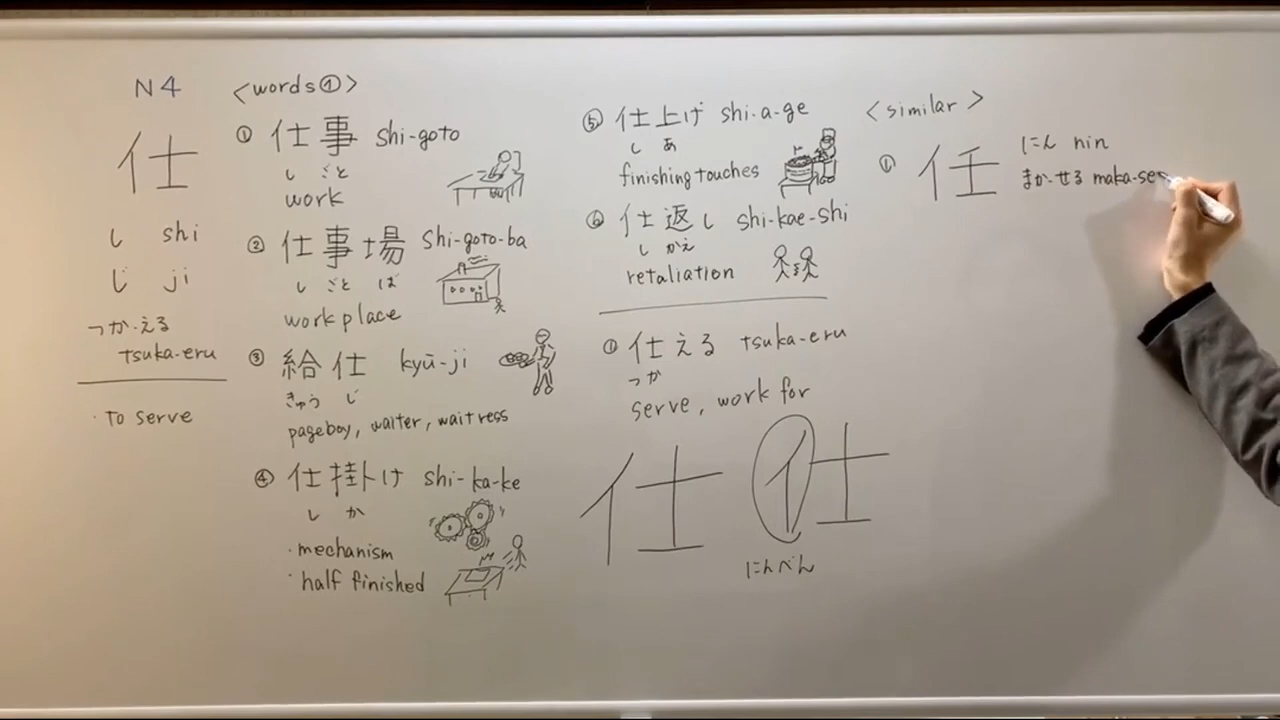 N4
仕
し shi
じ ji
つか.える
tsuka-eru
・To serve
<words①>
① 仕事 shi-goto
し ごと
work
② 仕事場 shi-goto-ba
し ごと ば
workplace
③ 給仕 kyū-ji
きゅう じ
pageboy, waiter, waitress
④ 仕掛け shi-ka-ke
し か
・mechanism
・half finished
⑤ 仕上げ shi-a-ge
し あ
finishing touches
⑥ 仕返し shi-kae-shi
し かえ
retaliation
① 仕える tsuka-eru
つか
serve, work for
仕 仕
にんべん
<similar>
① 任
にん nin
まか-せる maka-se